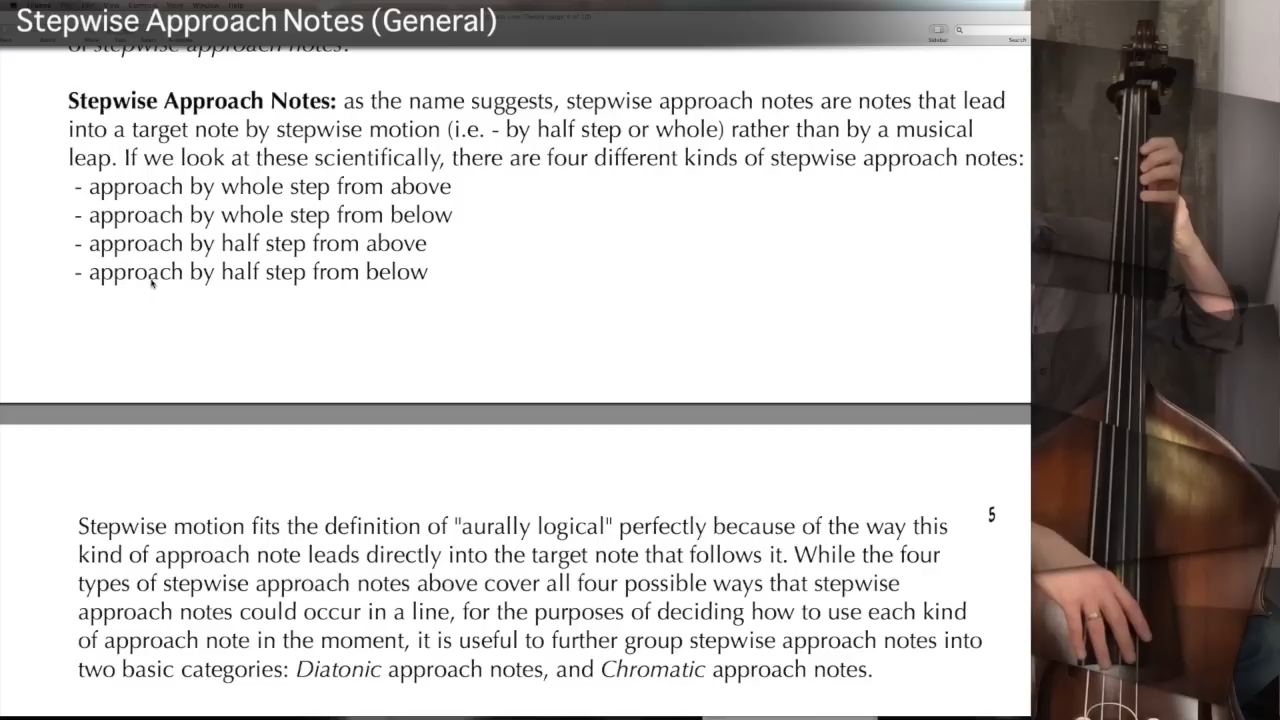 Stepwise Approach Notes (General)
of stepwise approach notes.
Stepwise Approach Notes: as the name suggests, stepwise approach notes are notes that lead
into a target note by stepwise motion (i.e. - by half step or whole) rather than by a musical
leap. If we look at these scientifically, there are four different kinds of stepwise approach notes:
- approach by whole step from above
- approach by whole step from below
- approach by half step from above
- approach by half step from below
5
Stepwise motion fits the definition of "aurally logical" perfectly because of the way this
kind of approach note leads directly into the target note that follows it. While the four
types of stepwise approach notes above cover all four possible ways that stepwise
approach notes could occur in a line, for the purposes of deciding how to use each kind
of approach note in the moment, it is useful to further group stepwise approach notes into
two basic categories: Diatonic approach notes, and Chromatic approach notes.